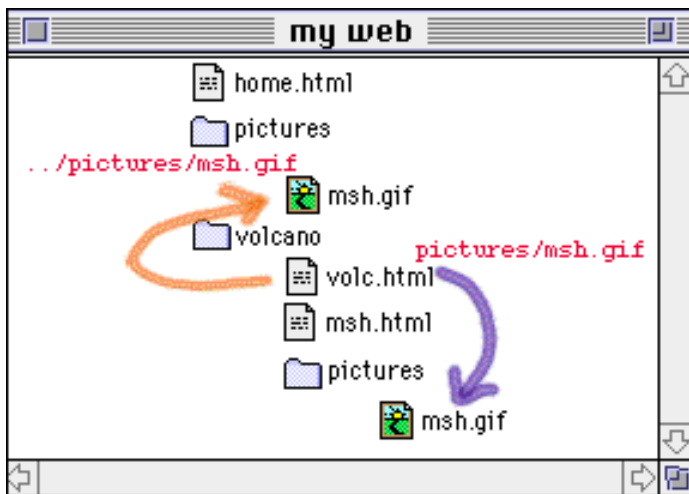 my web
home.html
pictures
../pictures/msh.gif
msh.gif
volcano
pictures/msh.gif
volc.html
msh.html
pictures
msh.gif